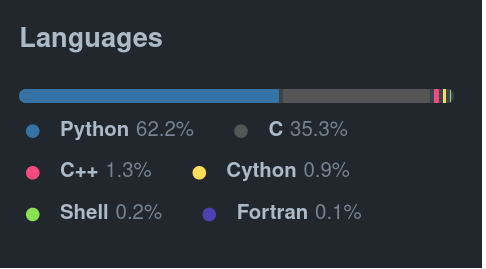 Languages
Python 62.2% C 35.3%
C++ 1.3% Cython 0.9%
Shell 0.2% Fortran 0.1%